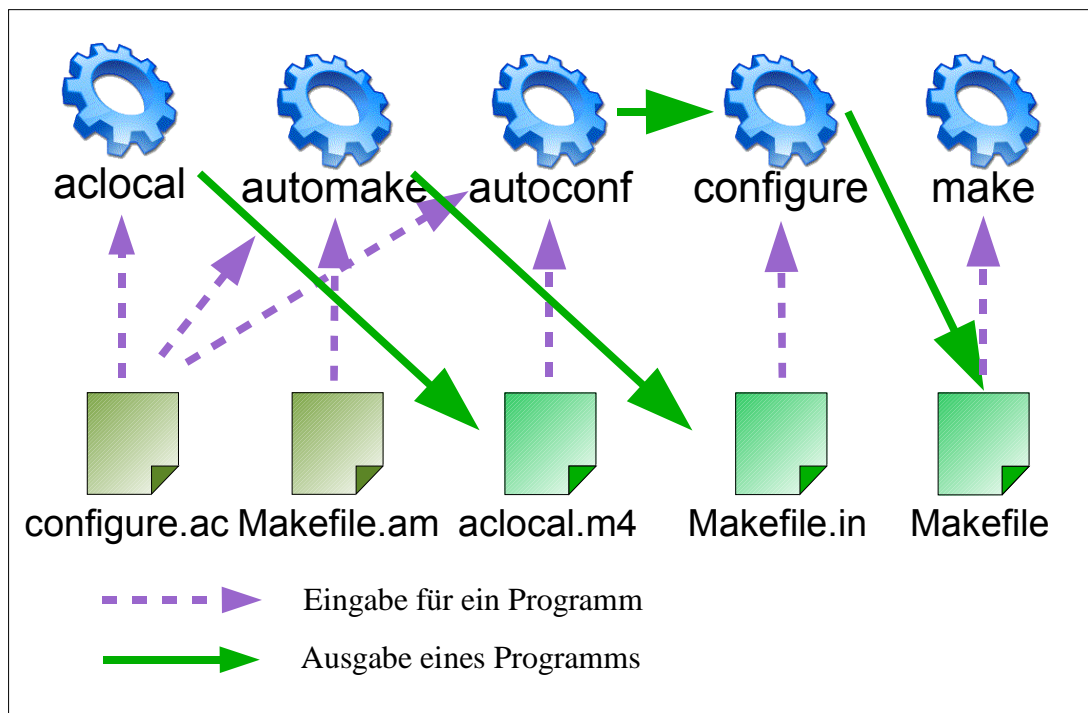 aclocal automake autoconf configure make
configure.ac Makefile.am aclocal.m4 Makefile.in Makefile
Eingabe für ein Programm
Ausgabe eines Programms